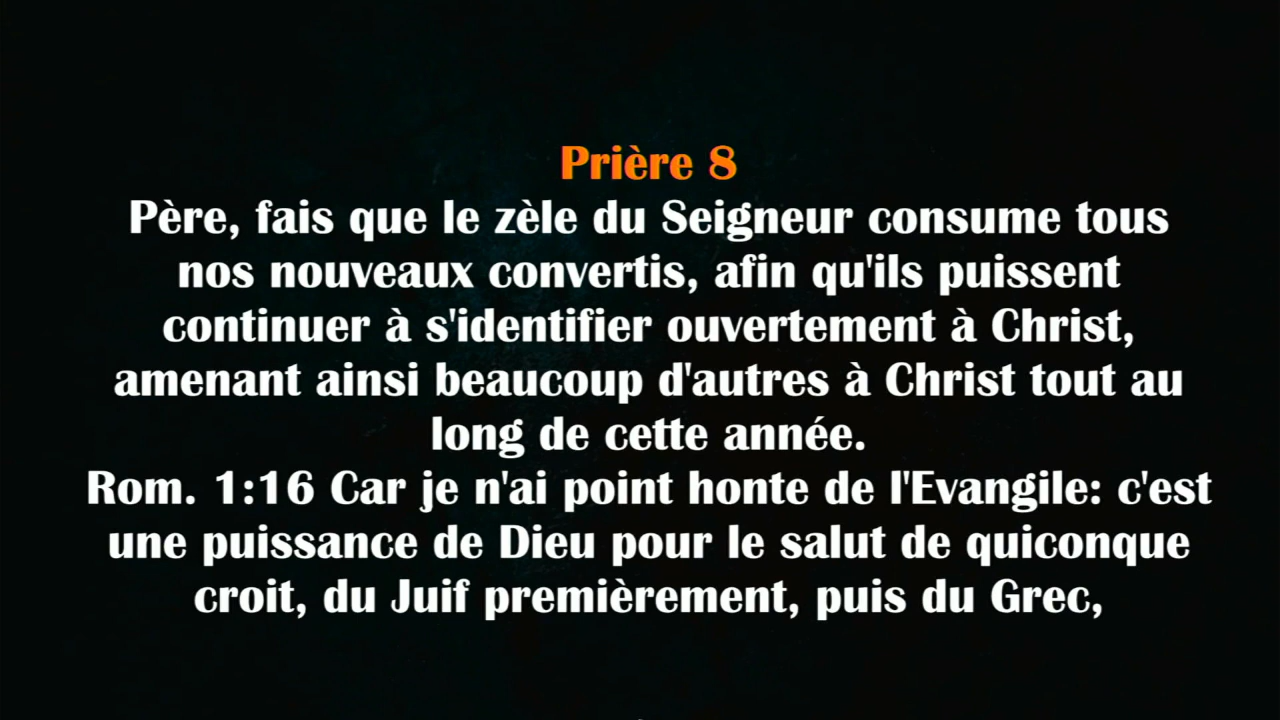 Prière 8
Père, fais que le zèle du Seigneur consume tous
nos nouveaux convertis, afin qu'ils puissent
continuer à s'identifier ouvertement à Christ,
amenant ainsi beaucoup d'autres à Christ tout au
long de cette année.
Rom. 1:16 Car je n'ai point honte de l'Evangile: c'est
une puissance de Dieu pour le salut de quiconque
croit, du Juif premièrement, puis du Grec,